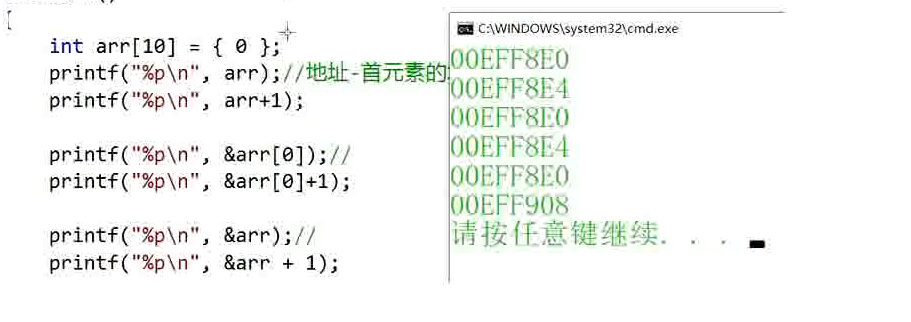 {
int arr[10] = { 0 };
printf("%p\n", arr);//地址-首元素的
printf("%p\n", arr+1);
printf("%p\n", &arr[0]);//
printf("%p\n", &arr[0]+1);
printf("%p\n", &arr);//
printf("%p\n", &arr + 1);
C:\WINDOWS\system32\cmd.exe
00EFF8E0
00EFF8E4
00EFF8E0
00EFF8E4
00EFF8E0
00EFF908
请按任意键继续. . .